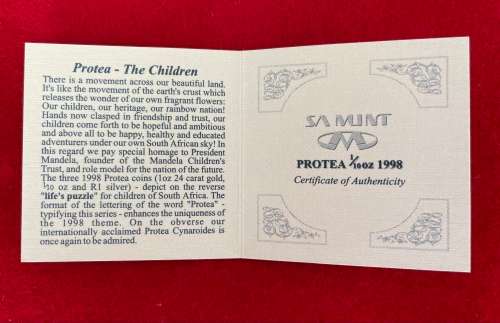 Protea - The Children
There is a movement across our beautiful land.
It's like the movement of the earth's crust which
releases the wonder of our own fragrant flowers:
Our children, our heritage, our rainbow nation!
Hands now clasped in friendship and trust, our
children come forth to be hopeful and ambitious
and above all to be happy, healthy and educated
adventurers under our own South African sky! In
this regard we pay special homage to President
Mandela, founder of the Mandela Children's
Trust, and role model for the nation of the future.
The three 1998 Protea coins (1oz 24 carat gold,
1/10 oz and R1 silver) - depict on the reverse
"life's puzzle" for children of South Africa. The
format of the lettering of the word "Protea" -
typifying this series - enhances the uniqueness of
the 1998 theme. On the obverse our
internationally acclaimed Protea Cynaroides is
once again to be admired.
SA MINT
PROTEA 1/10 oz 1998
Certificate of Authenticity